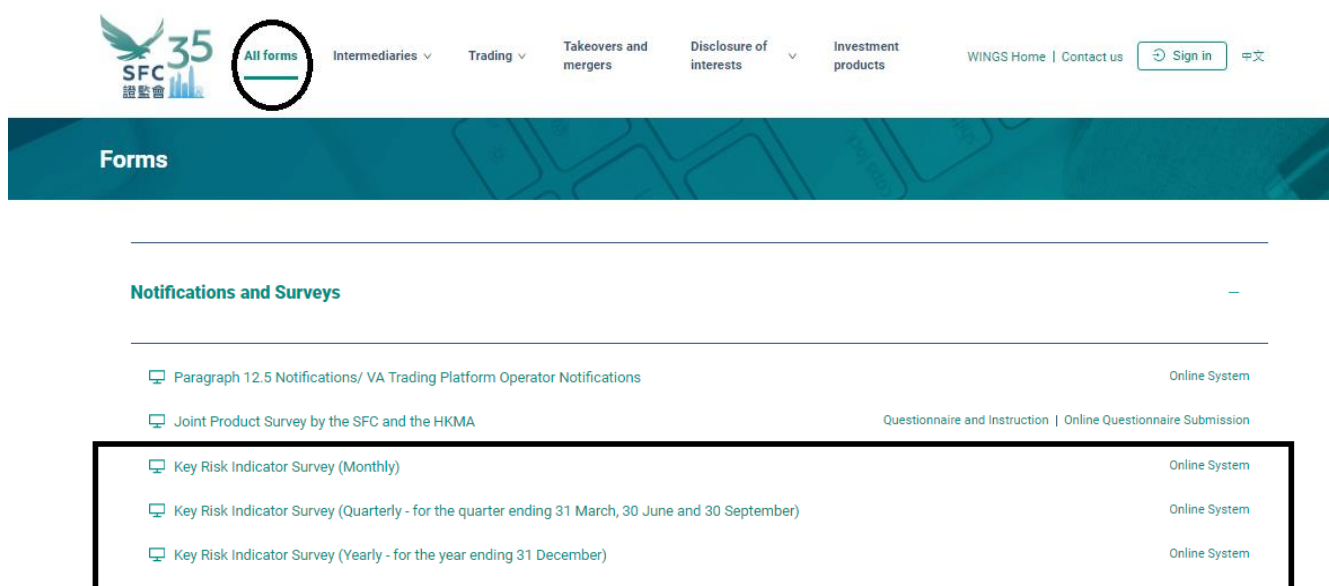 SFC 35
證監會
All forms
Intermediaries
Trading
Takeovers and
mergers
Disclosure of
interests
Investment
products
WINGS Home | Contact us
Sign in
中文
Forms
Notifications and Surveys
Paragraph 12.5 Notifications/ VA Trading Platform Operator Notifications
Online System
Joint Product Survey by the SFC and the HKMA
Questionnaire and Instruction | Online Questionnaire Submission
Key Risk Indicator Survey (Monthly)
Online System
Key Risk Indicator Survey (Quarterly - for the quarter ending 31 March, 30 June and 30 September)
Online System
Key Risk Indicator Survey (Yearly - for the year ending 31 December)
Online System